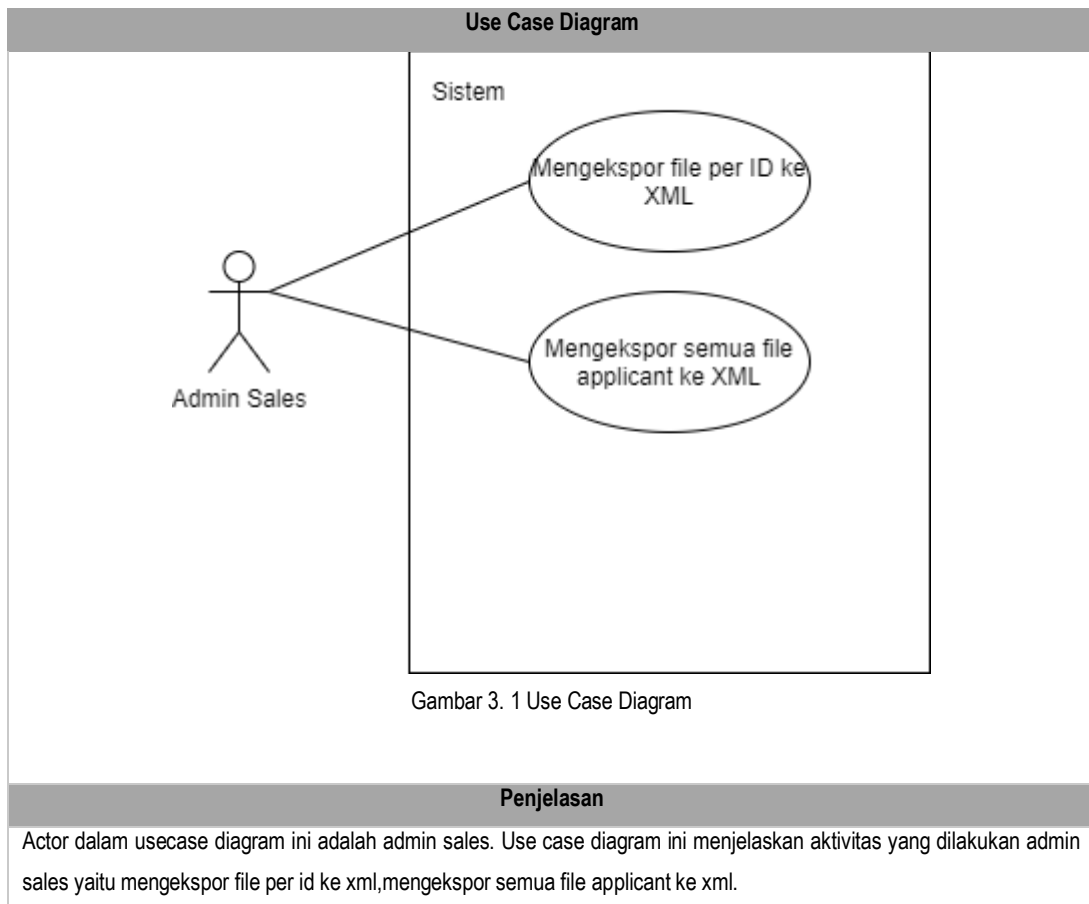 Use Case Diagram
Sistem
Mengekspor file per ID ke
XML
Mengekspor semua file
applicant ke XML
Admin Sales
Gambar 3. 1 Use Case Diagram
Penjelasan
Actor dalam usecase diagram ini adalah admin sales. Use case diagram ini menjelaskan aktivitas yang dilakukan admin
sales yaitu mengekspor file per id ke xml,mengekspor semua file applicant ke xml.